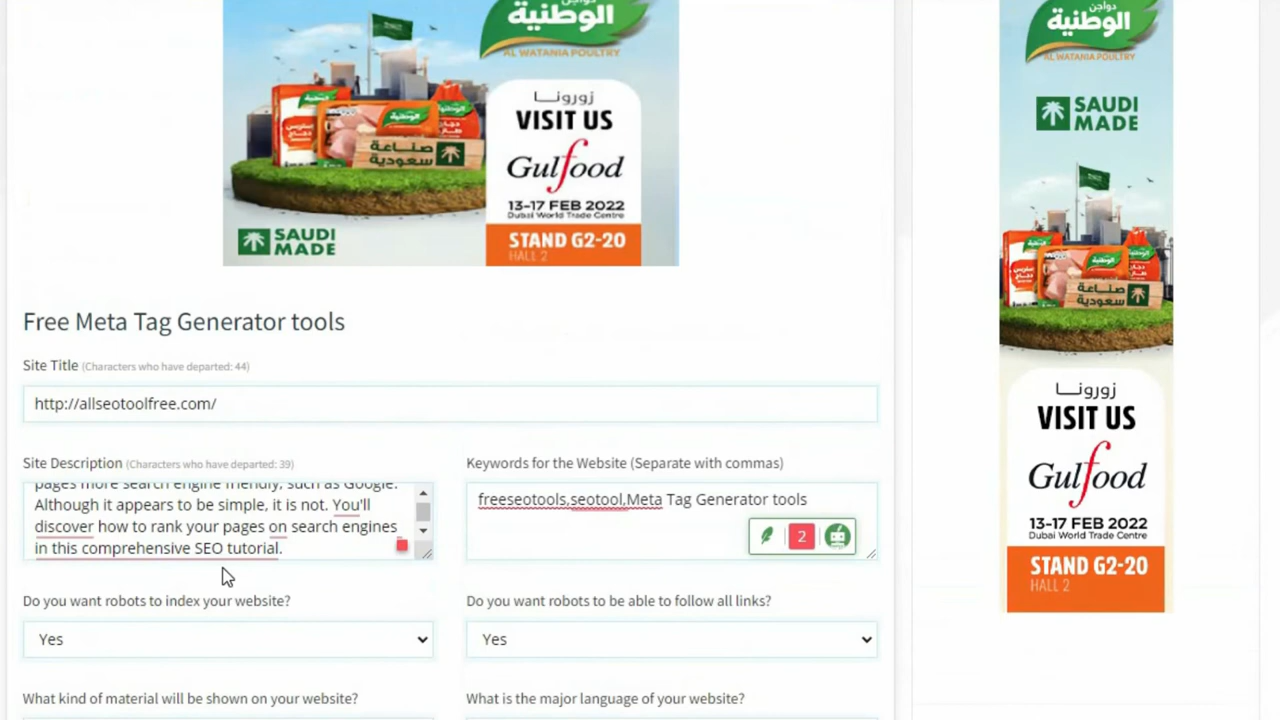 دواجن
الوطنية
AL WATANIA POULTRY
صناعة
سعودية
زورونا
VISIT US
Gulfood
13-17 FEB 2022
Dubai World Trade Centre
STAND G2-20
HALL 2
SAUDI
MADE
دواجن
الوطنية
AL WATANIA POULTRY
SAUDI
MADE
صناعة
سعودية
زورونا
VISIT US
Gulfood
13-17 FEB 2022
Dubai World Trade Centre
STAND G2-20
HALL 2
Free Meta Tag Generator tools
Site Title (Characters who have departed: 44)
http://allseotoolfree.com/
Site Description (Characters who have departed: 39)
pages more search engine friendly, such as Google.
Although it appears to be simple, it is not. You'll
discover how to rank your pages on search engines
in this comprehensive SEO tutorial.
Keywords for the Website (Separate with commas)
freeseotools,seotool,Meta Tag Generator tools
2
Do you want robots to index your website?
Yes
Do you want robots to be able to follow all links?
Yes
What kind of material will be shown on your website?
What is the major language of your website?